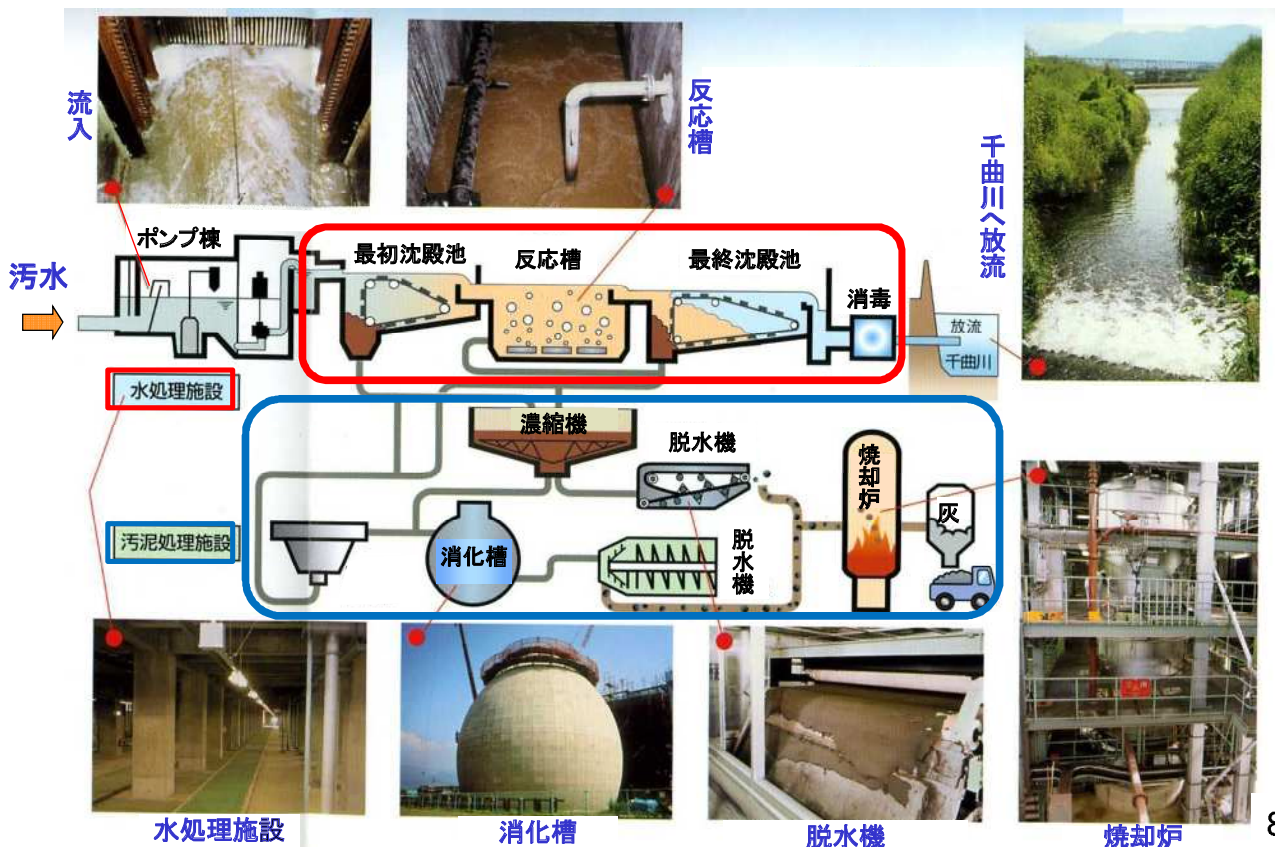 流入
反応槽
千曲川へ放流
汚水
ポンプ棟
最初沈殿池
反応槽
最終沈殿池
消毒
放流
千曲川
水処理施設
濃縮機
脱水機
焼却炉
灰
汚泥処理施設
消化槽
脱水機
水処理施設
消化槽
脱水機
焼却炉
8